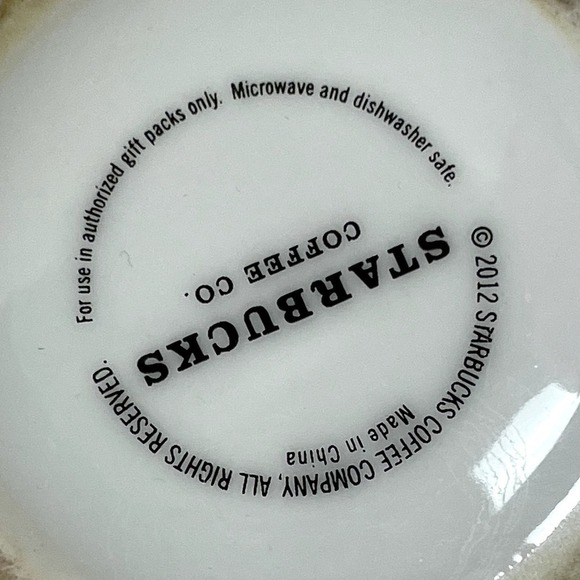 For use in authorized gift packs only. Microwave and dishwasher safe.
STARBUCKS
COFFEE CO.
Made in China
© 2012 STARBUCKS COFFEE COMPANY, ALL RIGHTS RESERVED.